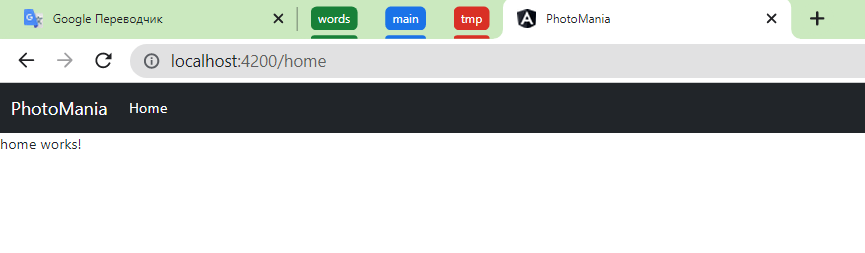 Google Переводчик words main tmp PhotoMania
localhost:4200/home
PhotoMania Home
home works!